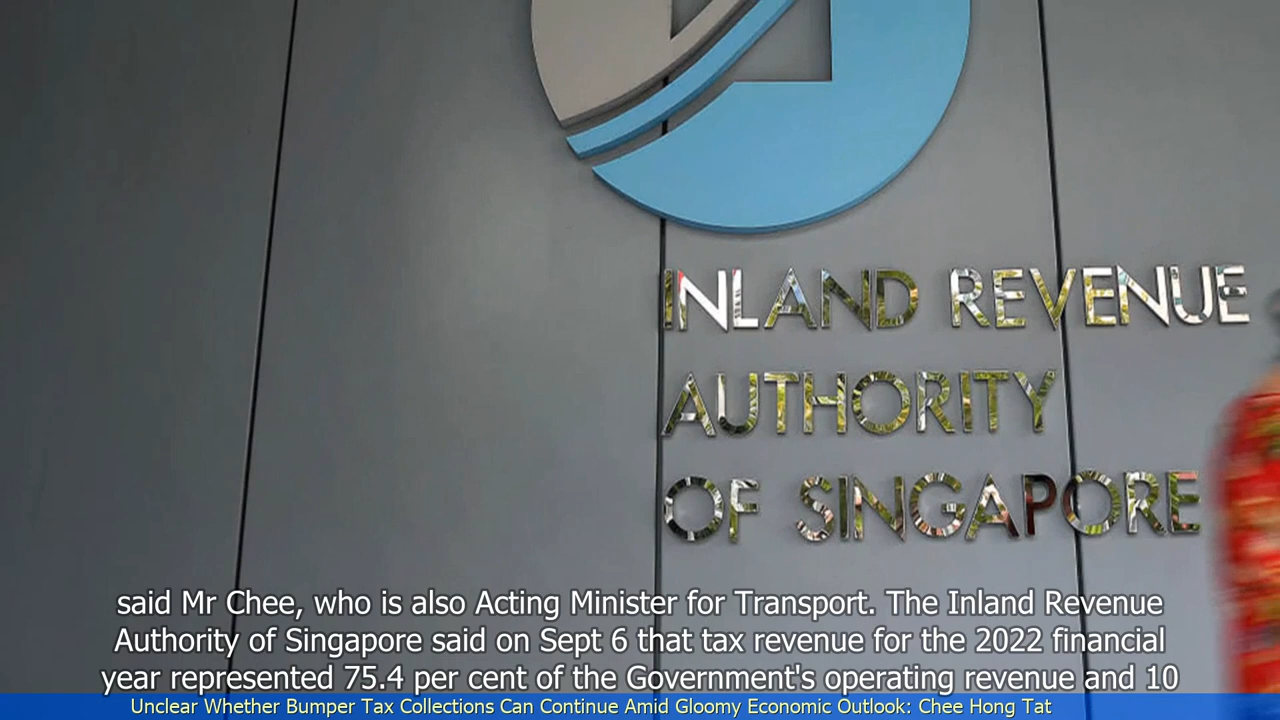 INLAND REVENUE
AUTHORITY
OF SINGAPORE
said Mr Chee, who is also Acting Minister for Transport. The Inland Revenue
Authority of Singapore said on Sept 6 that tax revenue for the 2022 financial
year represented 75.4 per cent of the Government's operating revenue and 10
Unclear Whether Bumper Tax Collections Can Continue Amid Gloomy Economic Outlook: Chee Hong Tat